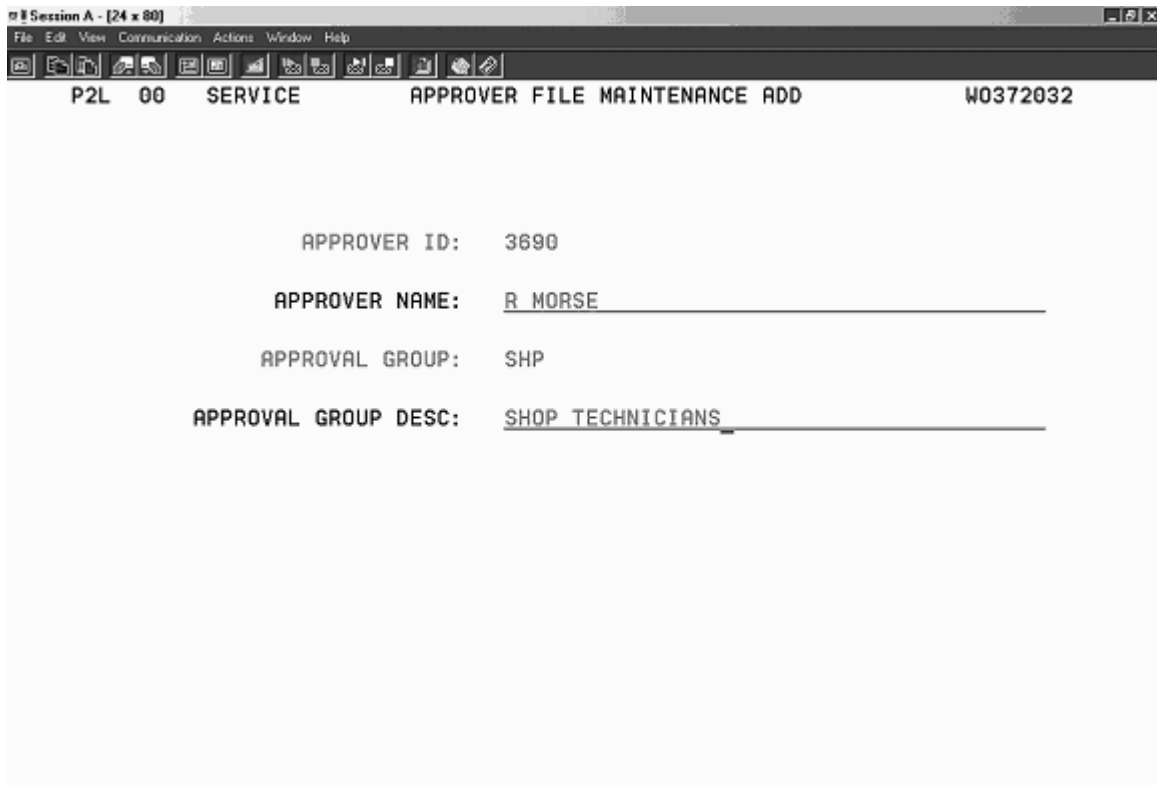 Session A - [24 x 80]
File Edit View Communication Actions Window Help
P2L 00 SERVICE APPROVER FILE MAINTENANCE ADD WO372032
APPROVER ID: 3690
APPROVER NAME: R MORSE
APPROVAL GROUP: SHP
APPROVAL GROUP DESC: SHOP TECHNICIANS